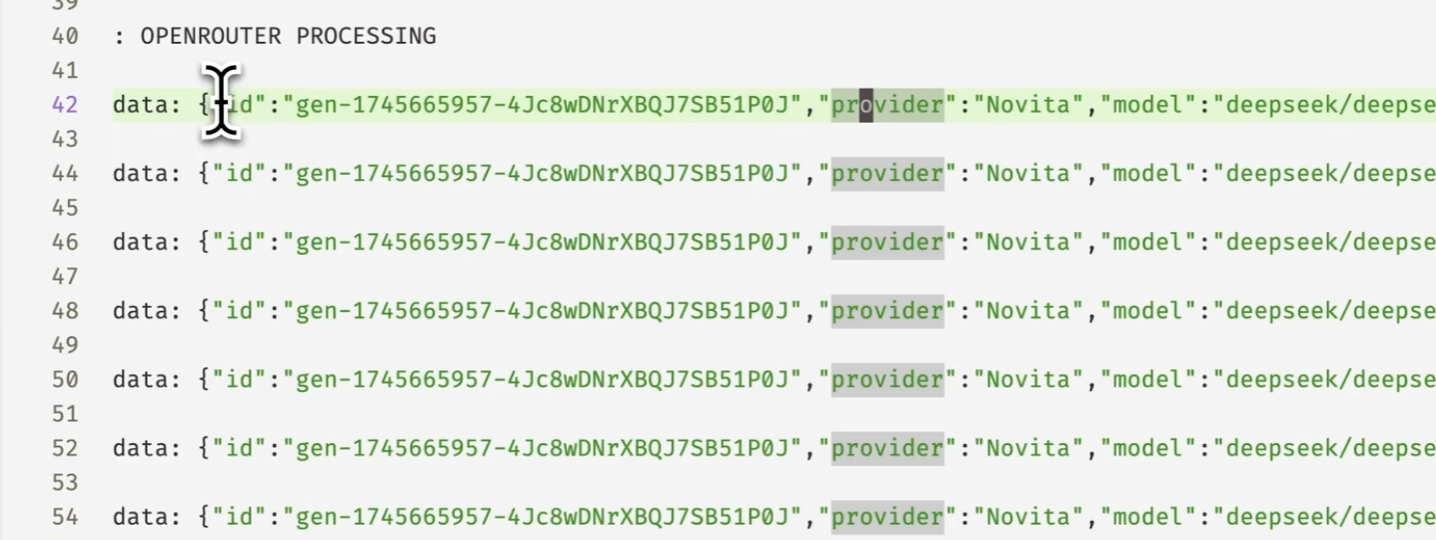 39
40 : OPENROUTER PROCESSING
41
42 data: {"id":"gen-1745665957-4Jc8wDNrXBQJ7SB51P0J","provider":"Novita","model":"deepseek/deepse
43
44 data: {"id":"gen-1745665957-4Jc8wDNrXBQJ7SB51P0J","provider":"Novita","model":"deepseek/deepse
45
46 data: {"id":"gen-1745665957-4Jc8wDNrXBQJ7SB51P0J","provider":"Novita","model":"deepseek/deepse
47
48 data: {"id":"gen-1745665957-4Jc8wDNrXBQJ7SB51P0J","provider":"Novita","model":"deepseek/deepse
49
50 data: {"id":"gen-1745665957-4Jc8wDNrXBQJ7SB51P0J","provider":"Novita","model":"deepseek/deepse
51
52 data: {"id":"gen-1745665957-4Jc8wDNrXBQJ7SB51P0J","provider":"Novita","model":"deepseek/deepse
53
54 data: {"id":"gen-1745665957-4Jc8wDNrXBQJ7SB51P0J","provider":"Novita","model":"deepseek/deepse